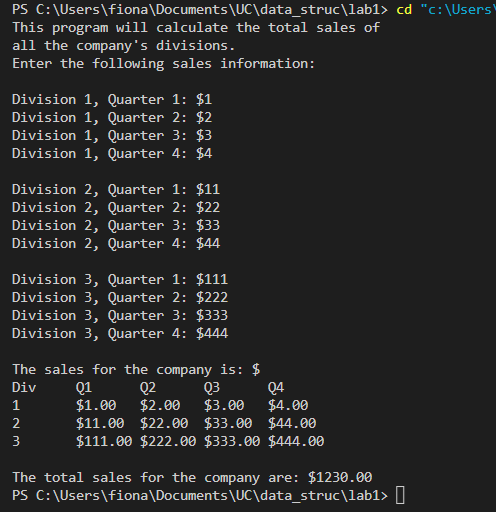 PS C:\Users\fiona\Documents\UC\data_struc\lab1> cd "c:\Users\
This program will calculate the total sales of
all the company's divisions.
Enter the following sales information:

Division 1, Quarter 1: $1
Division 1, Quarter 2: $2
Division 1, Quarter 3: $3
Division 1, Quarter 4: $4

Division 2, Quarter 1: $11
Division 2, Quarter 2: $22
Division 2, Quarter 3: $33
Division 2, Quarter 4: $44

Division 3, Quarter 1: $111
Division 3, Quarter 2: $222
Division 3, Quarter 3: $333
Division 3, Quarter 4: $444

The sales for the company is: $
Div     Q1      Q2      Q3      Q4
1       $1.00   $2.00   $3.00   $4.00
2       $11.00  $22.00  $33.00  $44.00
3       $111.00 $222.00 $333.00 $444.00

The total sales for the company are: $1230.00
PS C:\Users\fiona\Documents\UC\data_struc\lab1>